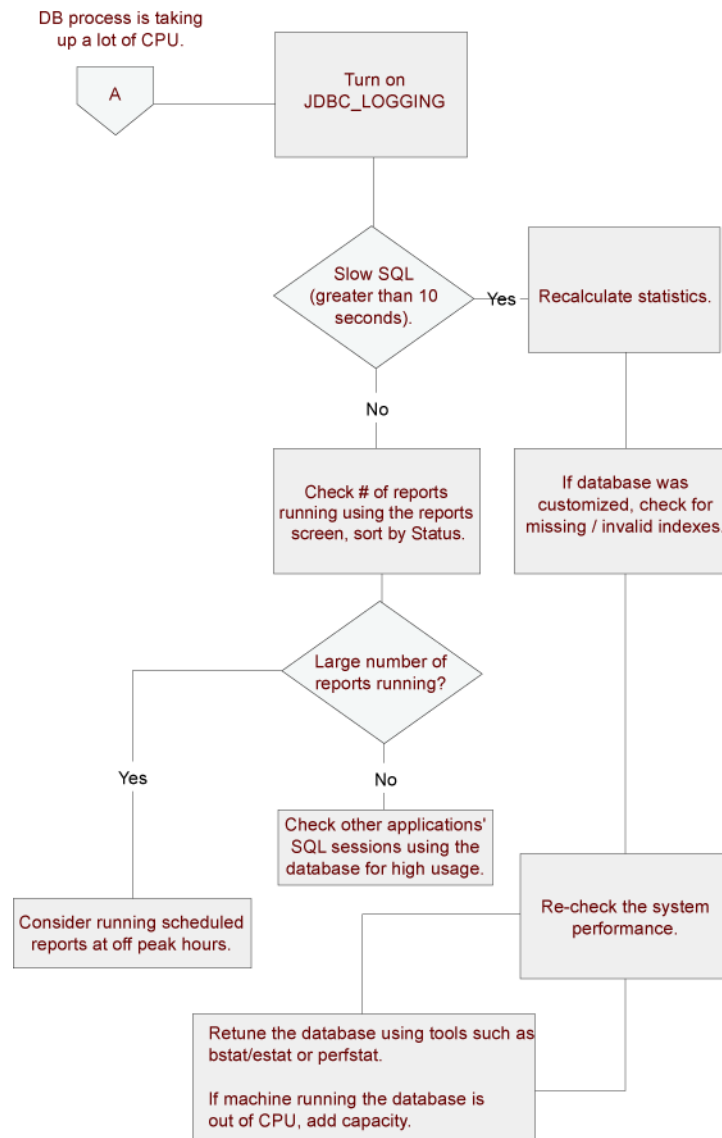 DB process is taking
up a lot of CPU.
A
Turn on
JDBC_LOGGING
Slow SQL
(greater than 10
seconds).
Yes
Recalculate statistics.
No
Check # of reports
running using the reports
screen, sort by Status.
If database was
customized, check for
missing / invalid indexes.
Large number of
reports running?
Yes
No
Check other applications'
SQL sessions using the
database for high usage.
Consider running scheduled
reports at off peak hours.
Re-check the system
performance.
Retune the database using tools such as
bstat/estat or perfstat.
If machine running the database is
out of CPU, add capacity.